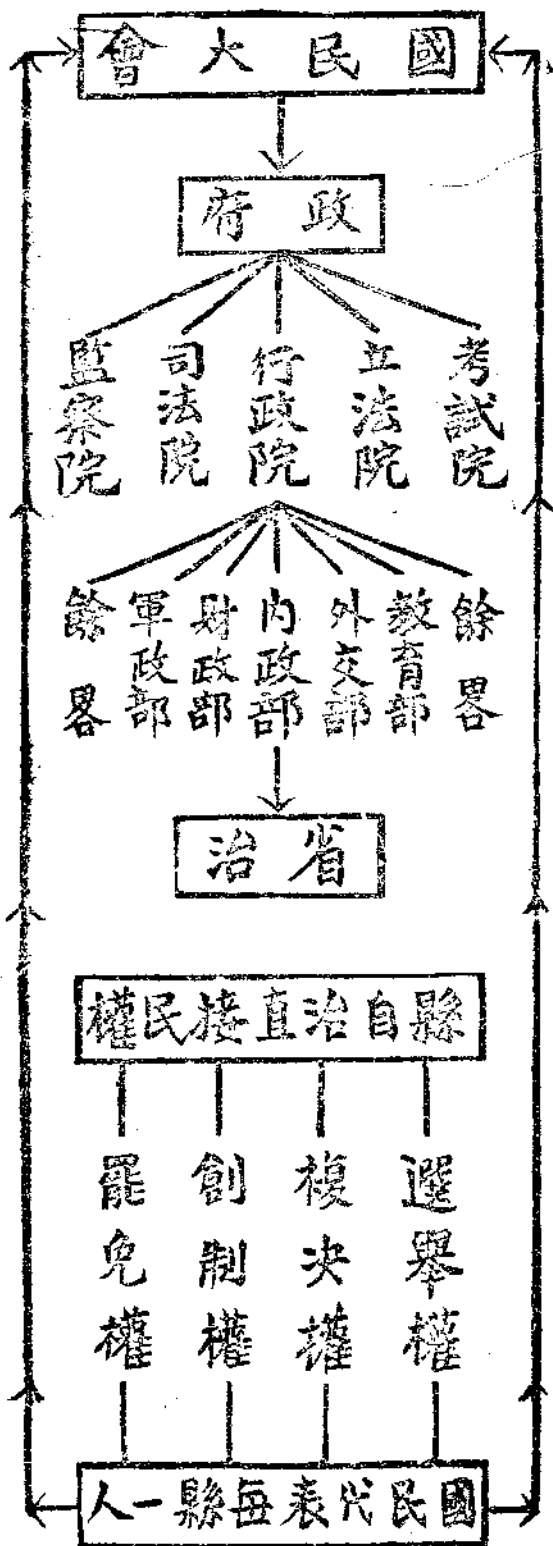 國民大會
政府
考試院
立法院
行政院
司法院
監察院
餘畧
教育部
外交部
內政部
財政部
軍政部
餘畧
省治
縣自治直接民權
選舉權
複决權
創制權
罷免權
國民代表每縣一人